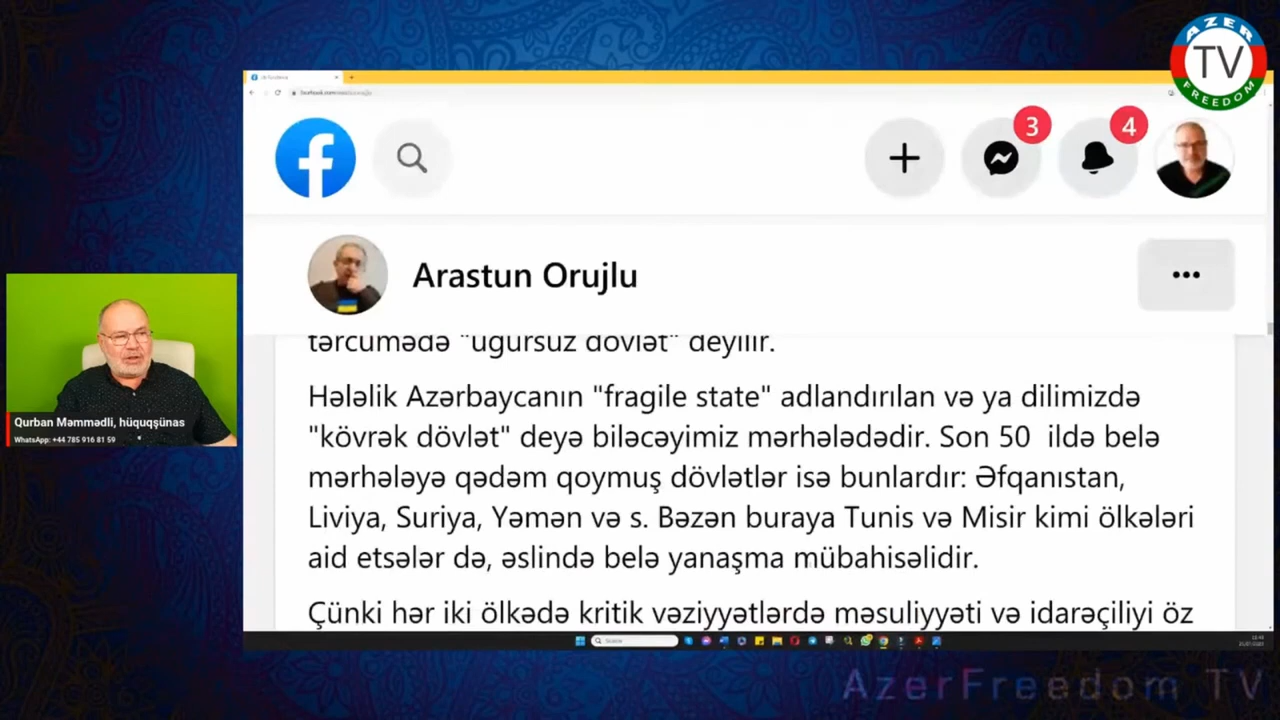 AZER
TV
FREEDOM
3
4
Arastun Orujlu
tərcümədə "uğursuz dövlət" deyilir.
Hələlik Azərbaycanın "fragile state" adlandırılan və ya dilimizdə
"kövrək dövlət" deyə biləcəyimiz mərhələdədir. Son 50 ildə belə
mərhələyə qədəm qoymuş dövlətlər isə bunlardır: Əfqanıstan,
Liviya, Suriya, Yəmən və s. Bəzən buraya Tunis və Misir kimi ölkələri
aid etsələr də, əslində belə yanaşma mübahisəlidir.
Çünki hər iki ölkədə kritik vəziyyətlərdə məsuliyyəti və idarəçiliyi öz
Qurban Məmmədli, hüquqşünas
WhatsApp: +44 785 916 81 59
AzerFreedom TV